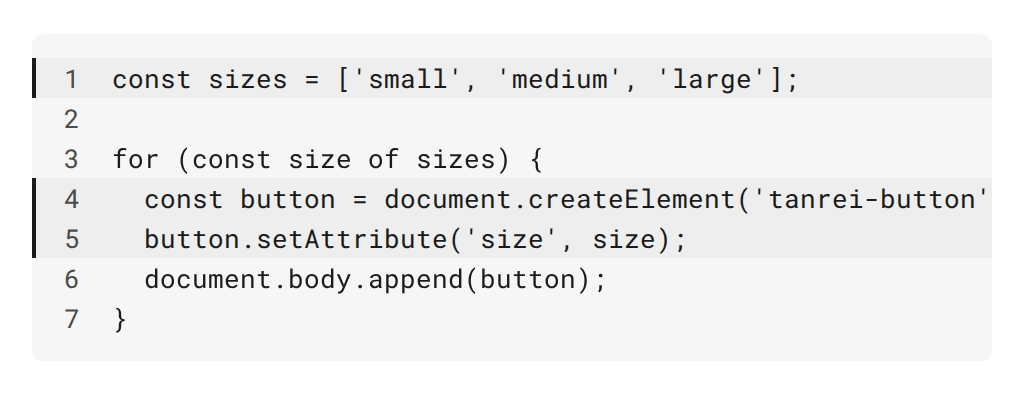 1 const sizes = ['small', 'medium', 'large'];
2
3 for (const size of sizes) {
4   const button = document.createElement('tanrei-button'
5   button.setAttribute('size', size);
6   document.body.append(button);
7 }